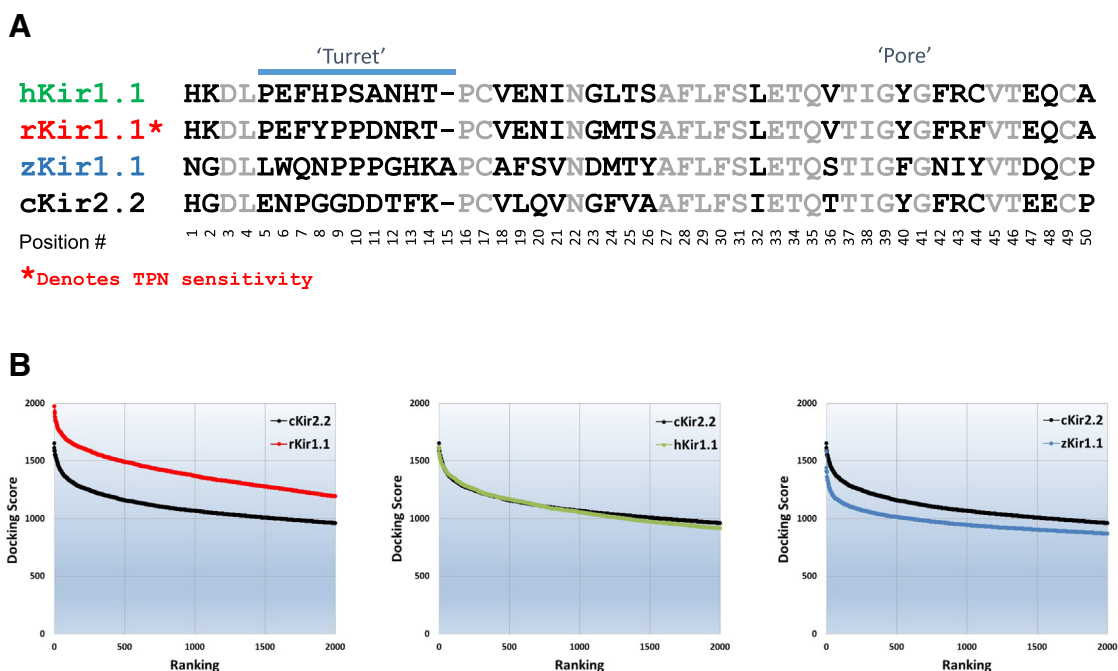 A
‘Turret’ ‘Pore’
hKir1.1 HKDLPEFHPSANHT-PCVENINGLTSAFLFSLETQVTIGYGFRCVTEQCA
rKir1.1* HKDLPEFYPPDNRT-PCVENINGMTSAFLFSLETQVTIGYGFRFVTEQCA
zKir1.1 NGDLLWQNPPPGHKAPCAFSVNDMTYAFLFSLETQSTIGFGNIYVTDQCP
cKir2.2 HGDLENPGGDDTFK-PCVLQVNGFVAAFLFSIETQTTIGYGFRCVTEECP
Position # 1 2 3 4 5 6 7 8 9 10 11 12 13 14 15 16 17 18 19 20 21 22 23 24 25 26 27 28 29 30 31 32 33 34 35 36 37 38 39 40 41 42 43 44 45 46 47 48 49 50
*Denotes TPN sensitivity
B
2000
1500
1000
500
0
Docking Score
cKir2.2
rKir1.1
0 500 1000 1500 2000
Ranking
2000
1500
1000
500
0
Docking Score
cKir2.2
hKir1.1
0 500 1000 1500 2000
Ranking
2000
1500
1000
500
0
Docking Score
cKir2.2
zKir1.1
0 500 1000 1500 2000
Ranking